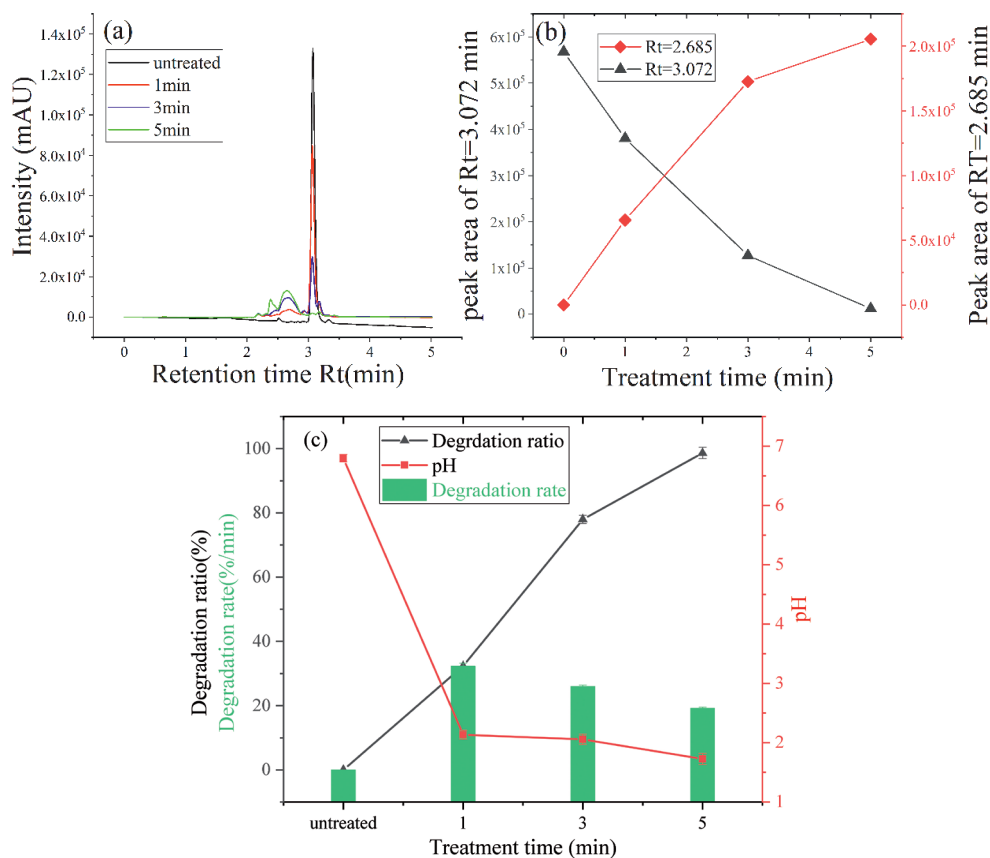 (a)
untreated
1min
3min
5min
1.4x10⁵
1.2x10⁵
1.0x10⁵
8.0x10⁴
6.0x10⁴
4.0x10⁴
2.0x10⁴
0.0
Intensity (mAU)
0 1 2 3 4 5
Retention time Rt(min)
(b)
Rt=2.685
Rt=3.072
6x10⁵
5x10⁵
4x10⁵
3x10⁵
2x10⁵
1x10⁵
0
peak area of Rt=3.072 min
2.0x10⁵
1.5x10⁵
1.0x10⁵
5.0x10⁴
0.0
Peak area of RT=2.685 min
0 1 2 3 4 5
Treatment time (min)
(c)
Degrdation ratio
pH
Degradation rate
100
80
60
40
20
0
Degradation ratio(%)
Degradation rate(%/min)
7
6
5
4
3
2
1
pH
untreated 1 3 5
Treatment time (min)